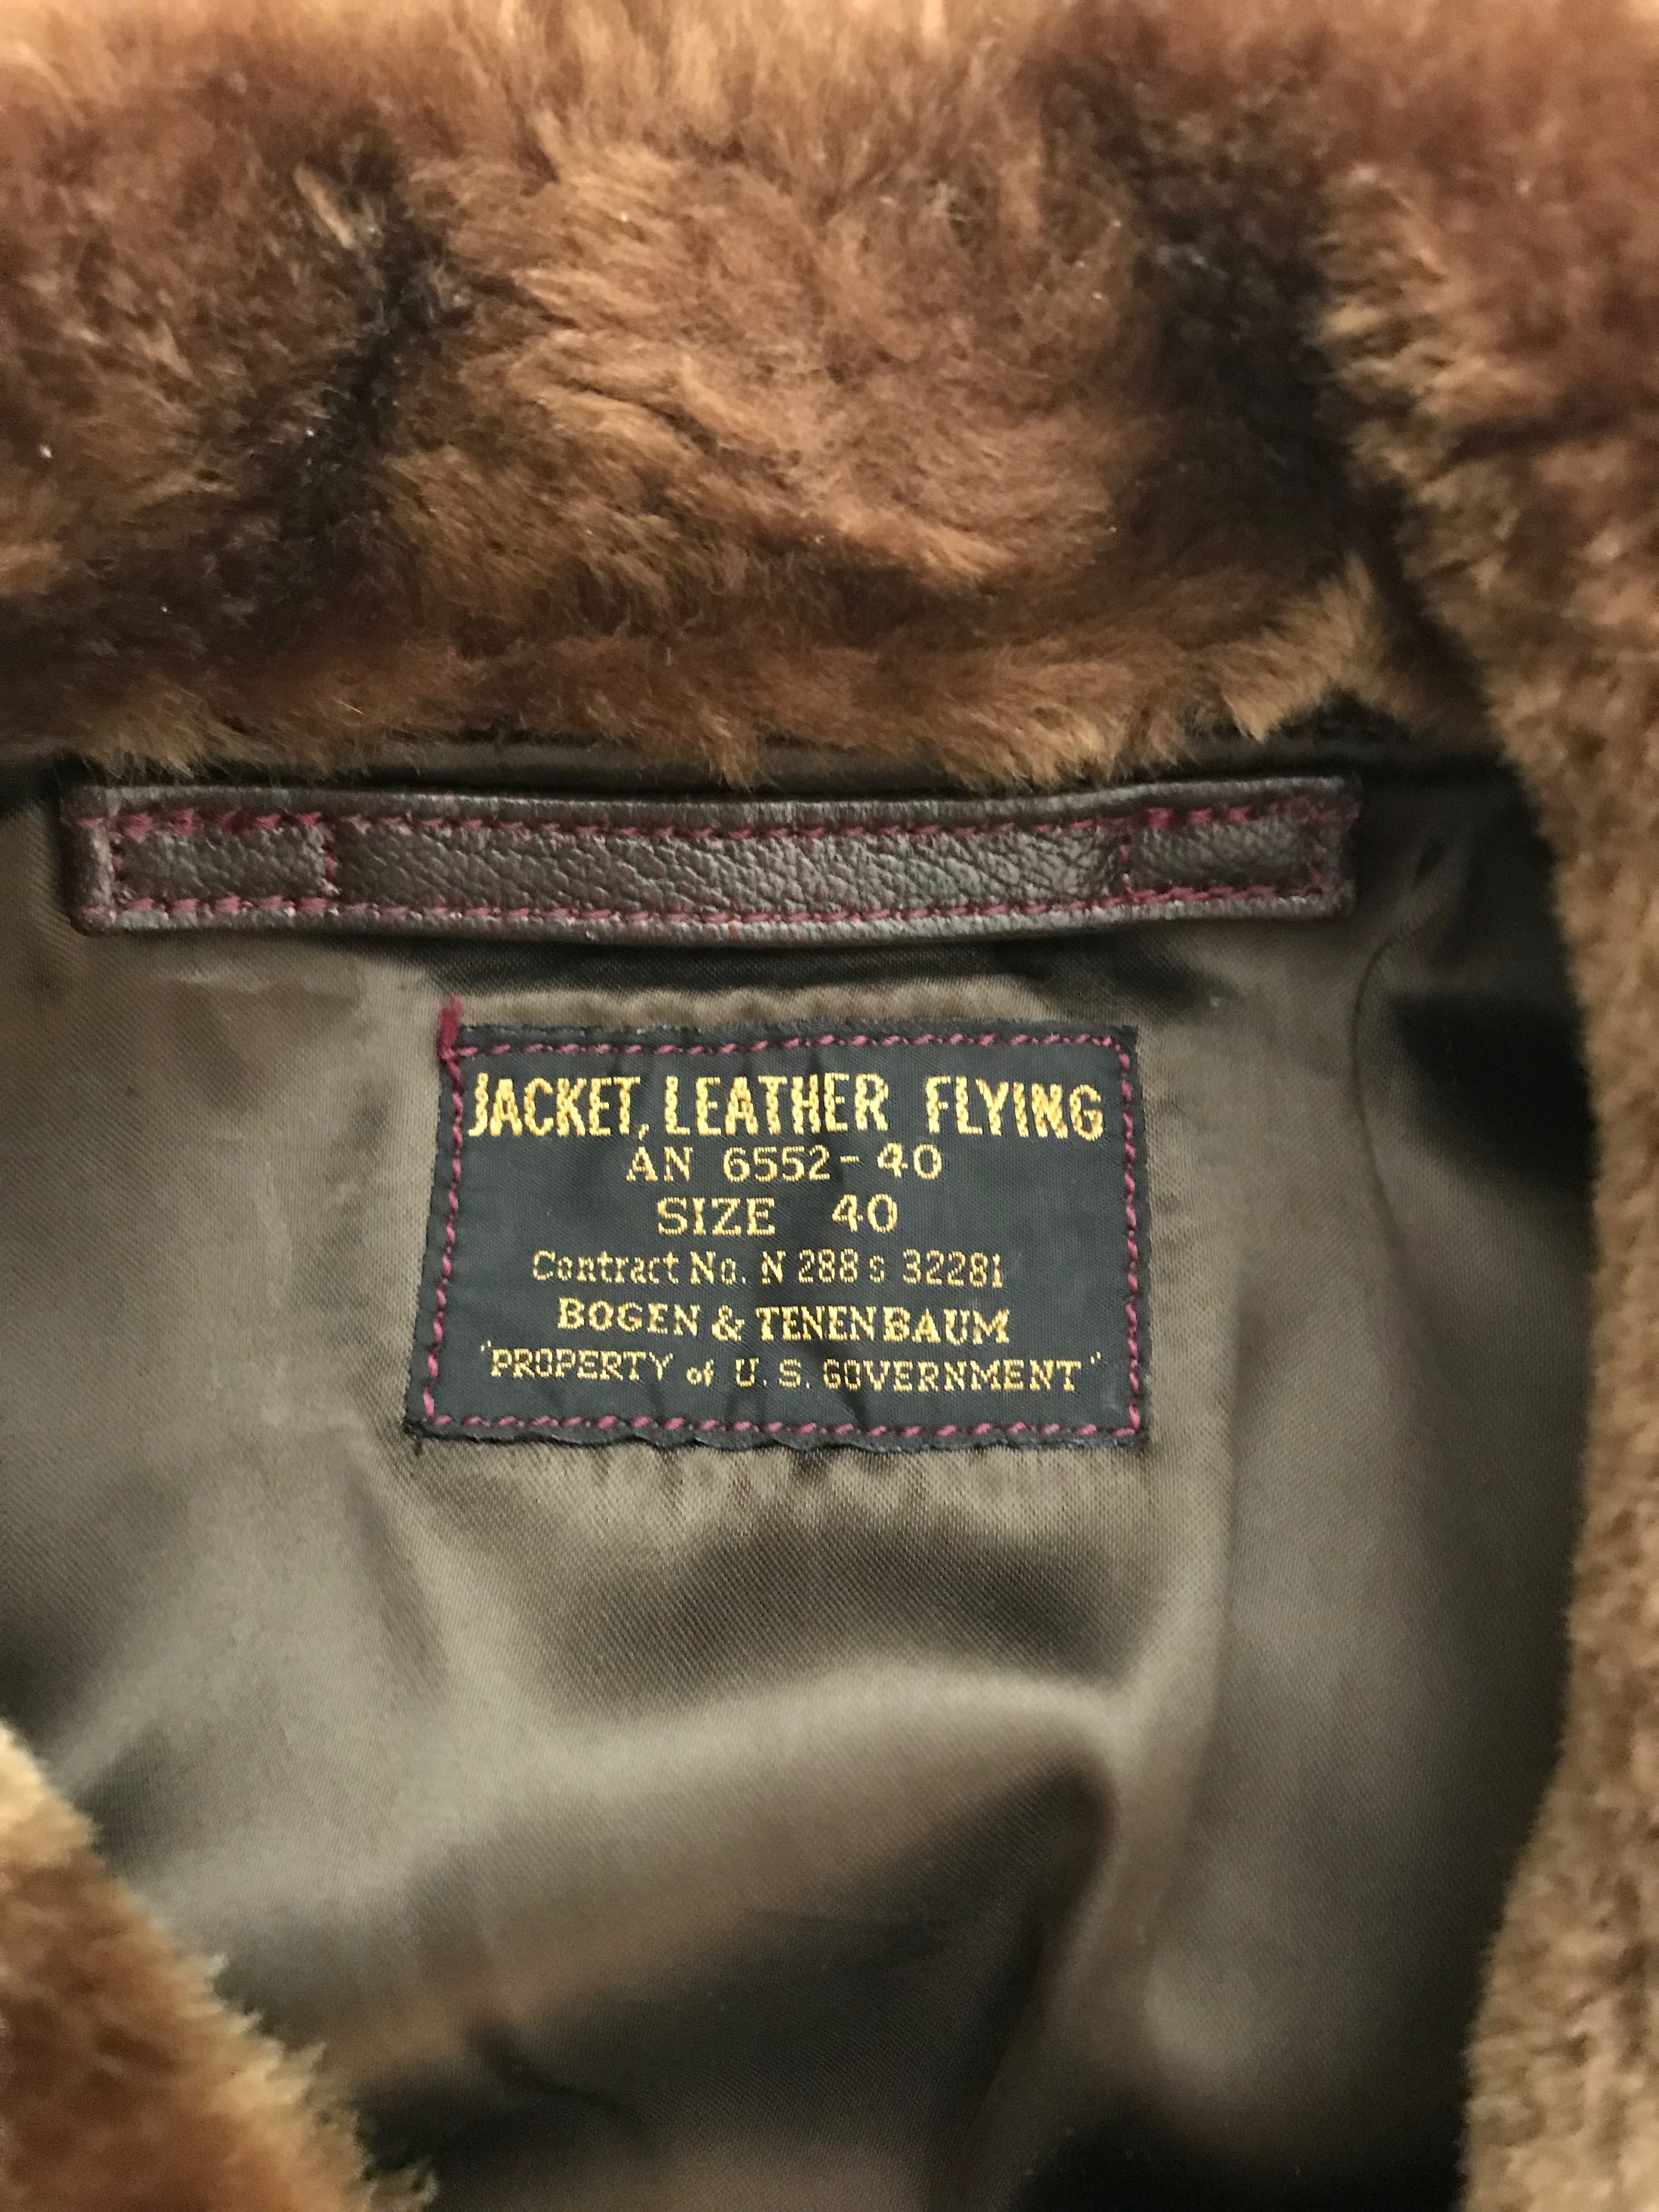 JACKET, LEATHER FLYING
AN 6552-40
SIZE 40
Contract No. N 288 s 32281
BOGEN & TENENBAUM
"PROPERTY of U.S. GOVERNMENT"